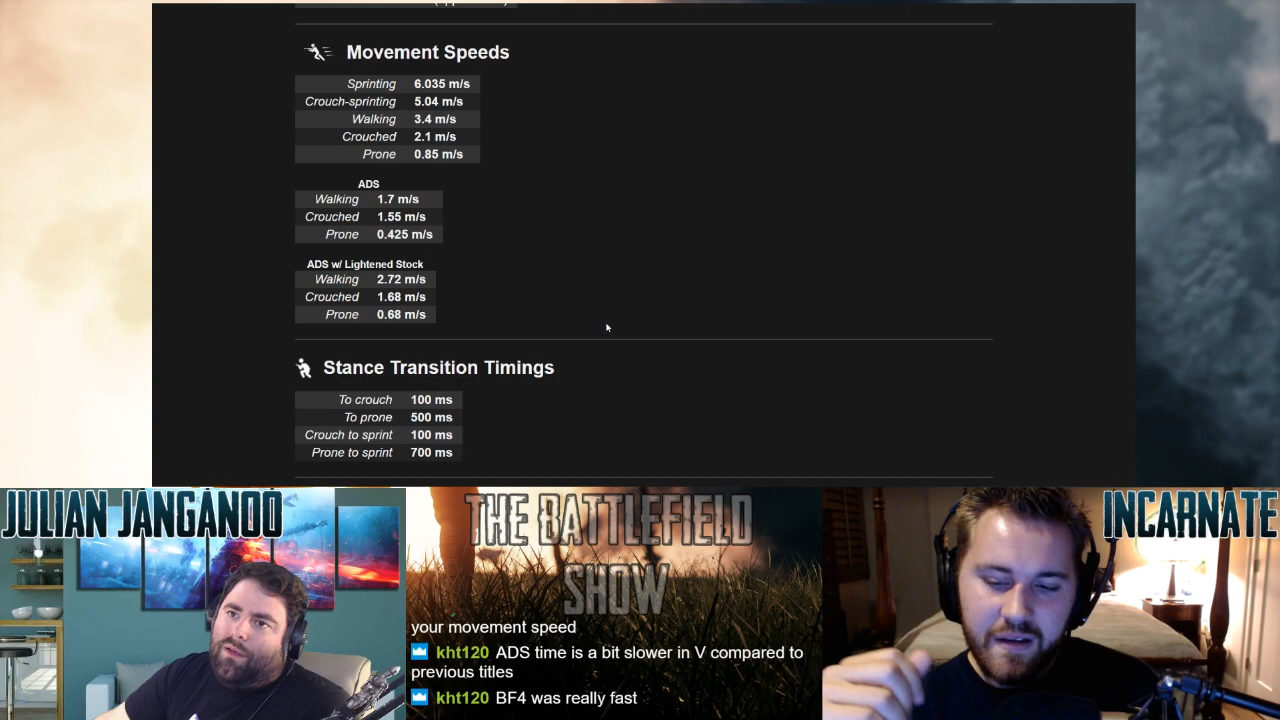 Movement Speeds
Sprinting 6.035 m/s
Crouch-sprinting 5.04 m/s
Walking 3.4 m/s
Crouched 2.1 m/s
Prone 0.85 m/s
ADS
Walking 1.7 m/s
Crouched 1.55 m/s
Prone 0.425 m/s
ADS w/ Lightened Stock
Walking 2.72 m/s
Crouched 1.68 m/s
Prone 0.68 m/s
Stance Transition Timings
To crouch 100 ms
To prone 500 ms
Crouch to sprint 100 ms
Prone to sprint 700 ms
JULIAN JANGANOO
THE BATTLEFIELD
SHOW
your movement speed
kht120 ADS time is a bit slower in V compared to
previous titles
kht120 BF4 was really fast
INCARNATE